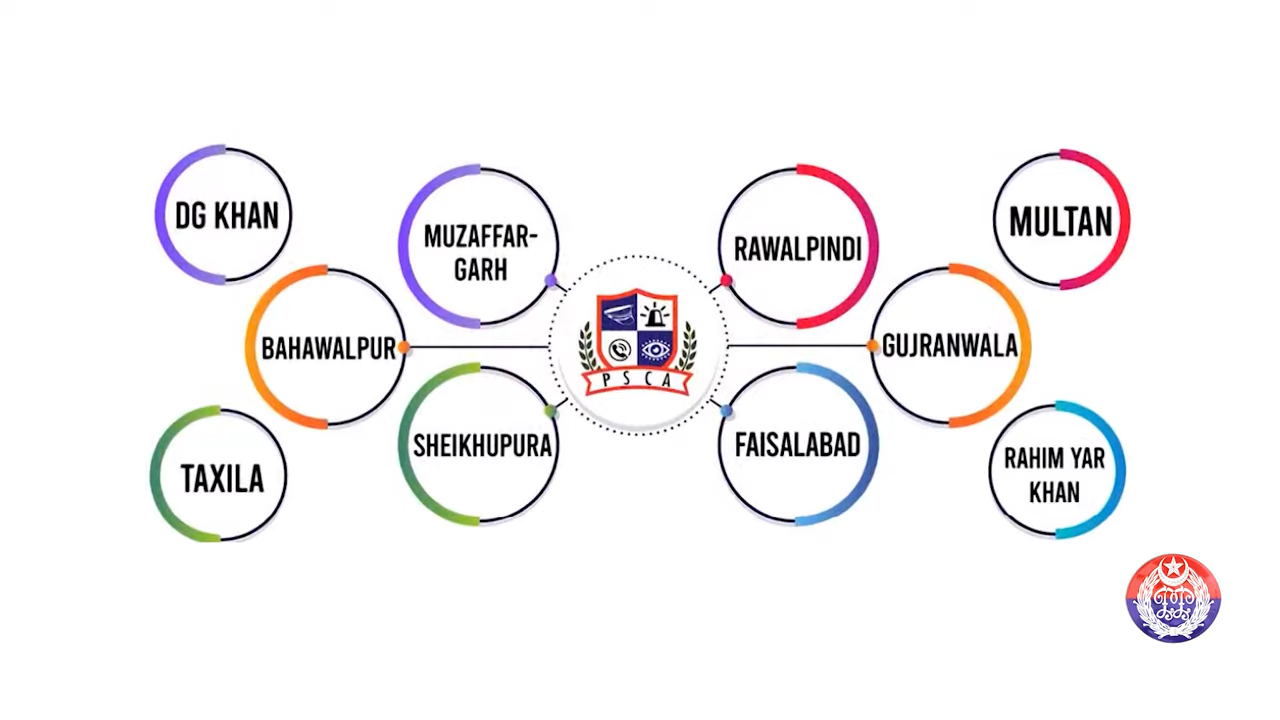 DG KHAN
MUZAFFAR-
GARH
RAWALPINDI
MULTAN
BAHAWALPUR
PSCA
GUJRANWALA
TAXILA
SHEIKHUPURA
FAISALABAD
RAHIM YAR
KHAN